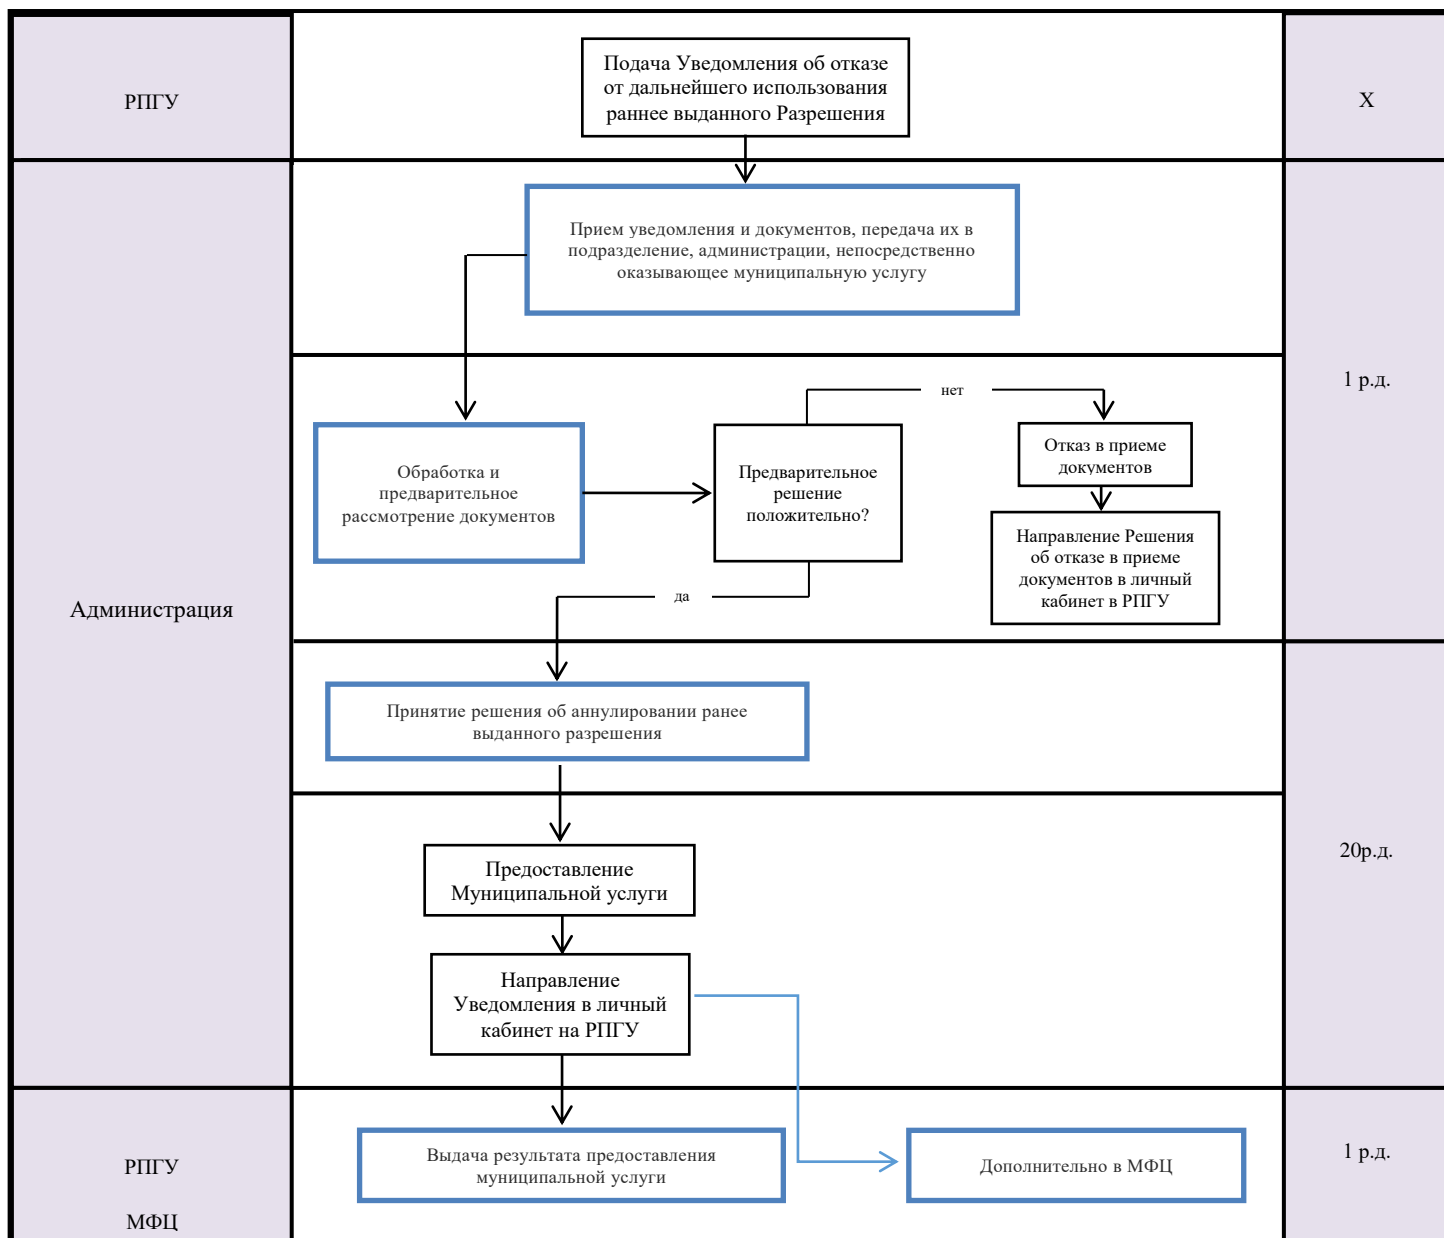 РПГУ
Подача Уведомления об отказе
от дальнейшего использования
раннее выданного Разрешения
X
Администрация
Прием уведомления и документов, передача их в
подразделение, администрации, непосредственно
оказывающее муниципальную услугу
1 р.д.
нет
Обработка и
предварительное
рассмотрение документов
Предварительное
решение
положительно?
Отказ в приеме
документов
Направление Решения
об отказе в приеме
документов в личный
кабинет в РПГУ
да
Принятие решения об аннулировании ранее
выданного разрешения
20р.д.
Предоставление
Муниципальной услуги
Направление
Уведомления в личный
кабинет на РПГУ
РПГУ
МФЦ
Выдача результата предоставления
муниципальной услуги
Дополнительно в МФЦ
1 р.д.